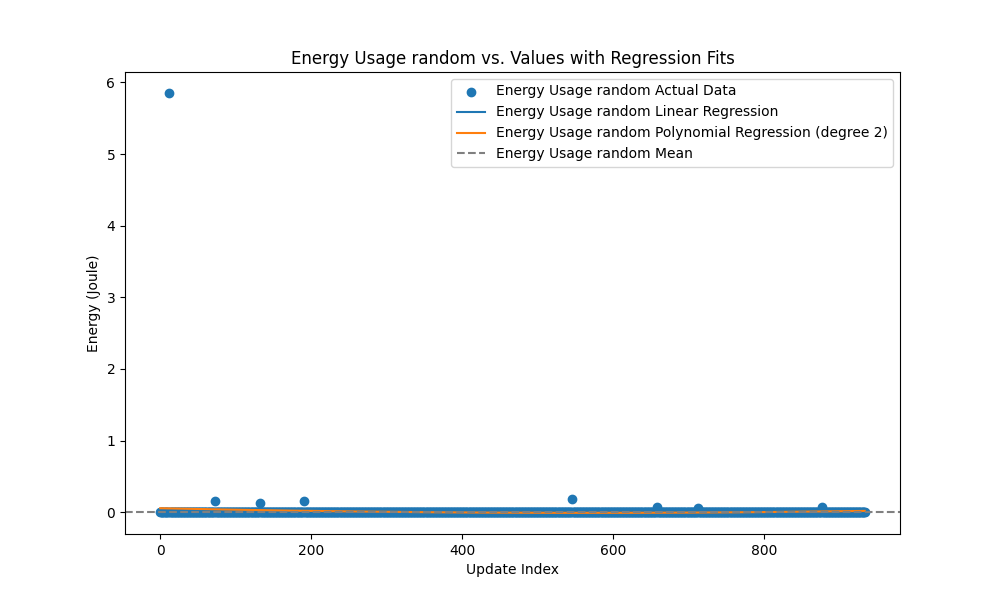 Energy Usage random vs. Values with Regression Fits
Energy Usage random Actual Data
Energy Usage random Linear Regression
Energy Usage random Polynomial Regression (degree 2)
Energy Usage random Mean
Energy (Joule)
6
5
4
3
2
1
0
0 200 400 600 800
Update Index